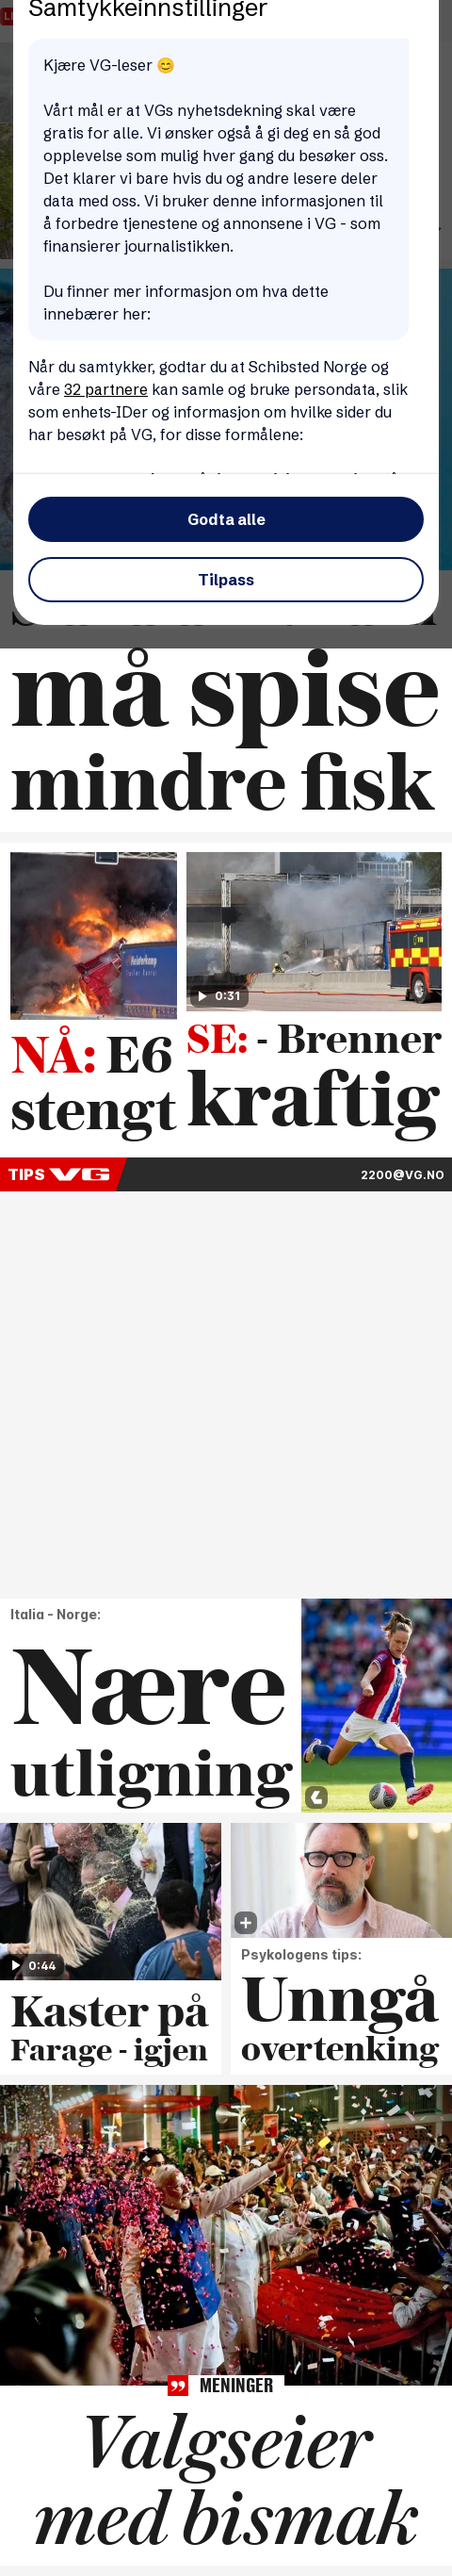 Samtykkeinnstillinger
Kjære VG-leser 😊
Vårt mål er at VGs nyhetsdekning skal være
gratis for alle. Vi ønsker også å gi deg en så god
opplevelse som mulig hver gang du besøker oss.
Det klarer vi bare hvis du og andre lesere deler
data med oss. Vi bruker denne informasjonen til
å forbedre tjenestene og annonsene i VG - som
finansierer journalistikken.
Du finner mer informasjon om hva dette
innebærer her:
Når du samtykker, godtar du at Schibsted Norge og
våre 32 partnere kan samle og bruke persondata, slik
som enhets-IDer og informasjon om hvilke sider du
har besøkt på VG, for disse formålene:
Godta alle
Tilpass
må spise
mindre fisk
0:31
NÅ: E6
stengt
SE: - Brenner
kraftig
TIPS VG
2200@VG.NO
Italia - Norge:
Nære
utligning
0:44
Kaster på
Farage - igjen
Psykologens tips:
Unngå
overtenking
MENINGER
Valgseier
med bismak